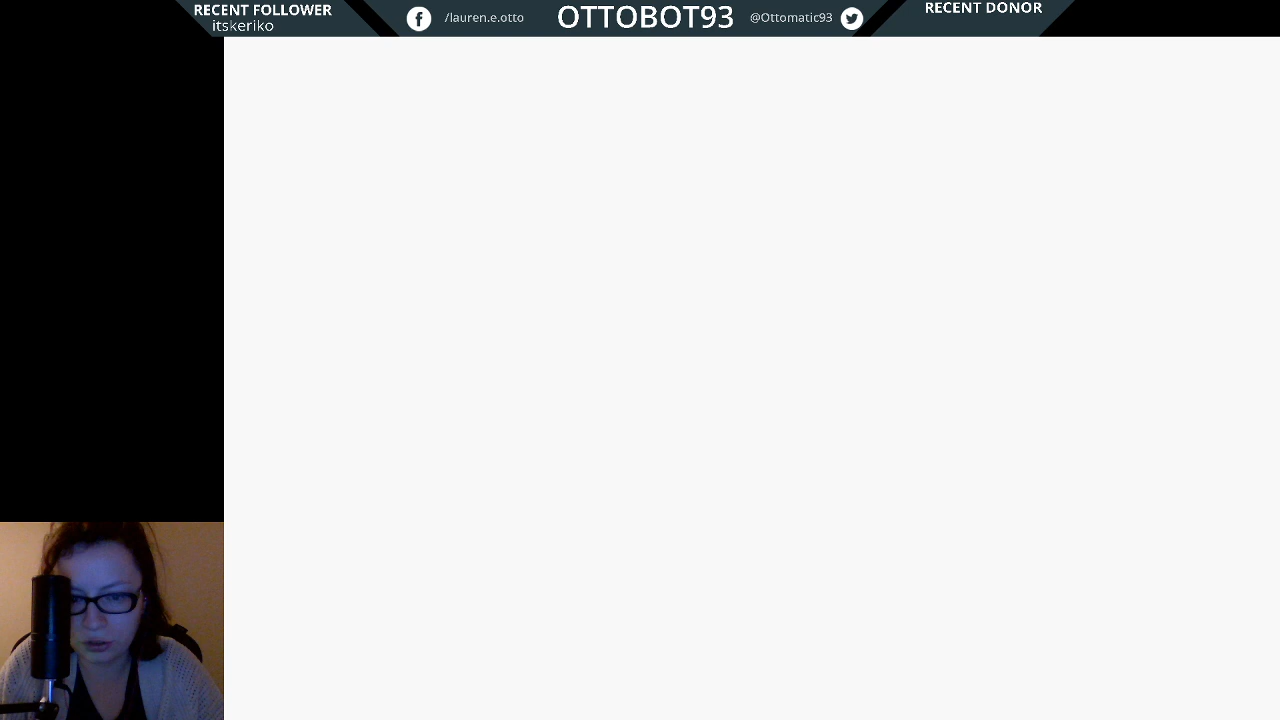 RECENT FOLLOWER
itskeriko
/lauren.e.otto
OTTOBOT93
@Ottomatic93
RECENT DONOR